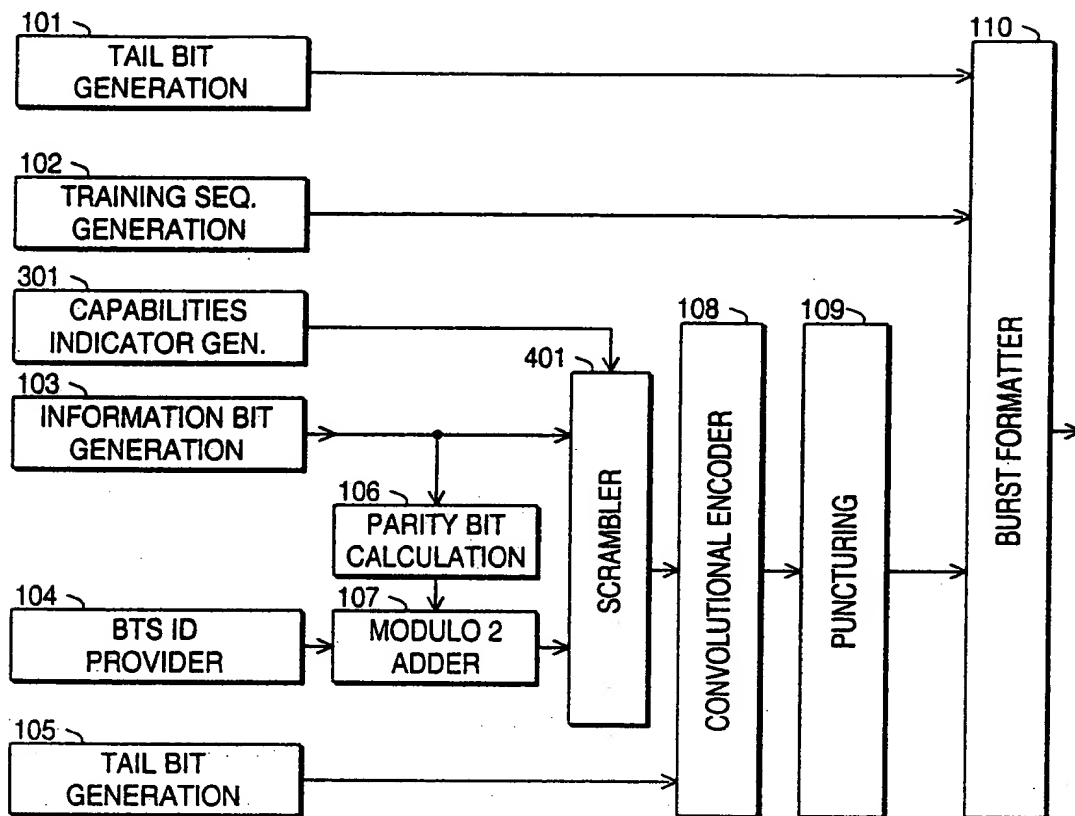 101
TAIL BIT
GENERATION
110
102
TRAINING SEQ.
GENERATION
301
CAPABILITIES
INDICATOR GEN.
108
109
401
103
INFORMATION BIT
GENERATION
106
PARITY BIT
CALCULATION
104
BTS ID
PROVIDER
107
MODULO 2
ADDER
SCRAMBLER
CONVOLUTIONAL ENCODER
PUNCTURING
BURST FORMATTER
105
TAIL BIT
GENERATION